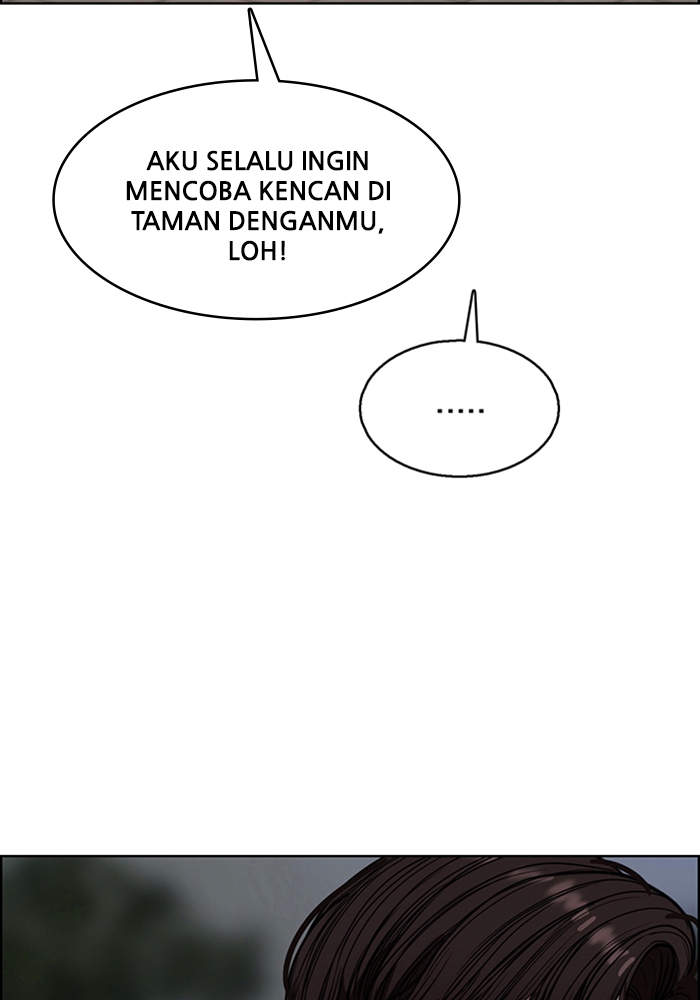 AKU SELALU INGIN
MENCOBA KENCAN DI
TAMAN DENGANMU,
LOH!
.....